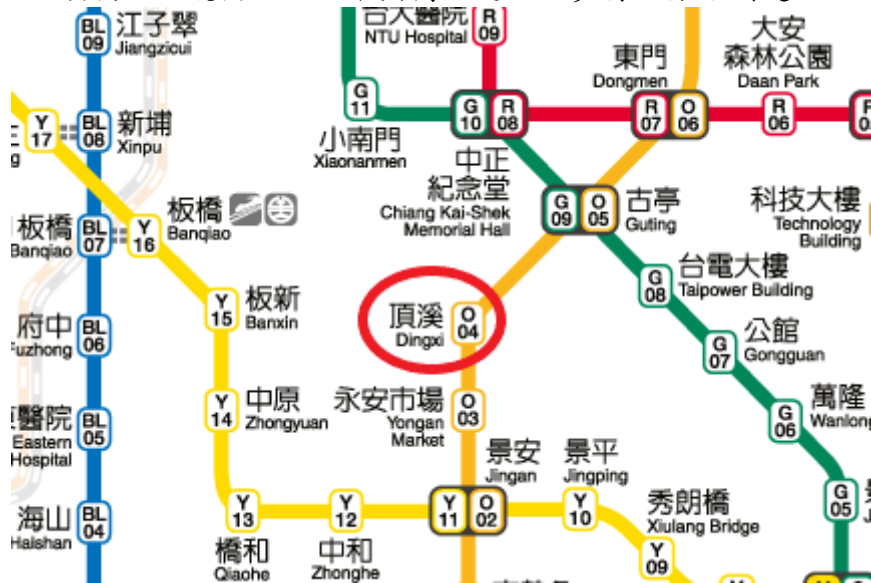 BL
09
江子翠
Jiangzicui
台大醫院
NTU Hospital
R
09
東門
Dongmen
大安
森林公園
Daan Park
Y
17
BL
08
新埔
Xinpu
G
11
小南門
Xiaonanmen
G
10
R
08
中正
紀念堂
Chiang Kai-Shek
Memorial Hall
R
07
O
06
R
06
板橋
Banqiao
BL
07
Y
16
板橋
Banqiao
G
09
O
05
古亭
Guting
科技大樓
Technology
Building
台電大樓
Taipower Building
G
08
府中
Fuzhong
BL
06
Y
15
板新
Banxin
頂溪
Dingxi
O
04
公館
Gongguan
G
07
萬隆
Wanlong
G
06
醫院
Eastern
Hospital
BL
05
Y
14
中原
Zhongyuan
永安市場
Yongan
Market
O
03
景安
Jingan
景平
Jingping
海山
Haishan
BL
04
Y
13
橋和
Qiaohe
Y
12
中和
Zhonghe
Y
11
O
02
Y
10
秀朗橋
Xiulang Bridge
Y
09
G
05